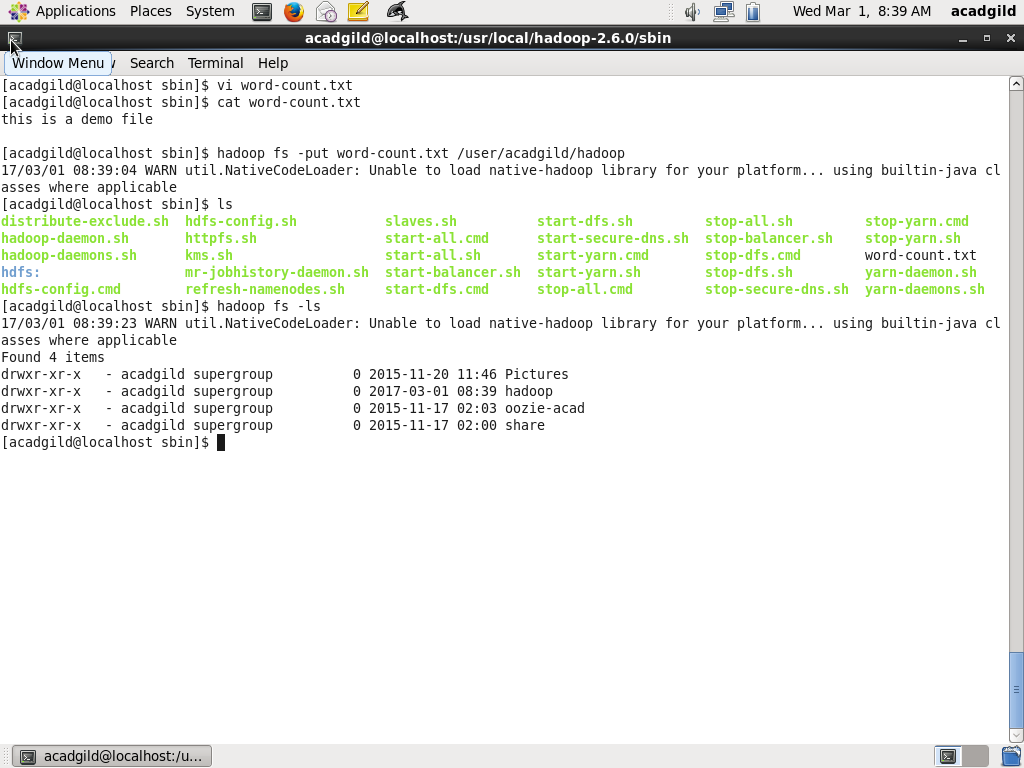 Applications Places System Wed Mar 1, 8:39 AM acadgild
acadgild@localhost:/usr/local/hadoop-2.6.0/sbin
Window Menu Search Terminal Help
[acadgild@localhost sbin]$ vi word-count.txt
[acadgild@localhost sbin]$ cat word-count.txt
this is a demo file
[acadgild@localhost sbin]$ hadoop fs -put word-count.txt /user/acadgild/hadoop
17/03/01 08:39:04 WARN util.NativeCodeLoader: Unable to load native-hadoop library for your platform... using builtin-java cl
asses where applicable
[acadgild@localhost sbin]$ ls
distribute-exclude.sh hdfs-config.sh slaves.sh start-dfs.sh stop-all.sh stop-yarn.cmd
hadoop-daemon.sh httpfs.sh start-all.cmd start-secure-dns.sh stop-balancer.sh stop-yarn.sh
hadoop-daemons.sh kms.sh start-all.sh start-yarn.cmd stop-dfs.cmd word-count.txt
hdfs: mr-jobhistory-daemon.sh start-balancer.sh start-yarn.sh stop-dfs.sh yarn-daemon.sh
hdfs-config.cmd refresh-namenodes.sh start-dfs.cmd stop-all.cmd stop-secure-dns.sh yarn-daemons.sh
[acadgild@localhost sbin]$ hadoop fs -ls
17/03/01 08:39:23 WARN util.NativeCodeLoader: Unable to load native-hadoop library for your platform... using builtin-java cl
asses where applicable
Found 4 items
drwxr-xr-x - acadgild supergroup 0 2015-11-20 11:46 Pictures
drwxr-xr-x - acadgild supergroup 0 2017-03-01 08:39 hadoop
drwxr-xr-x - acadgild supergroup 0 2015-11-17 02:03 oozie-acad
drwxr-xr-x - acadgild supergroup 0 2015-11-17 02:00 share
[acadgild@localhost sbin]$
acadgild@localhost:/u...